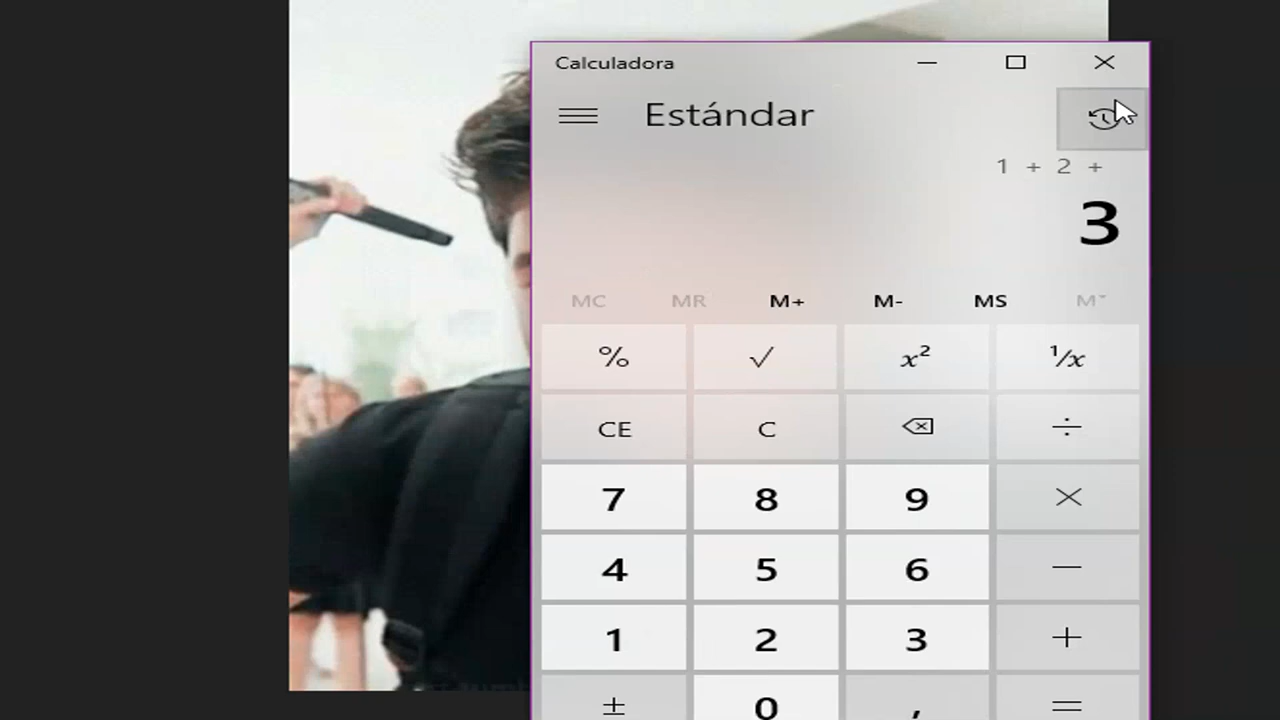 Calculadora
Estándar
1 + 2 +
3
MC MR M+ M- MS M˅
% √ x² ¹/x
CE C ÷
7 8 9 ×
4 5 6 −
1 2 3 +
± 0 , =